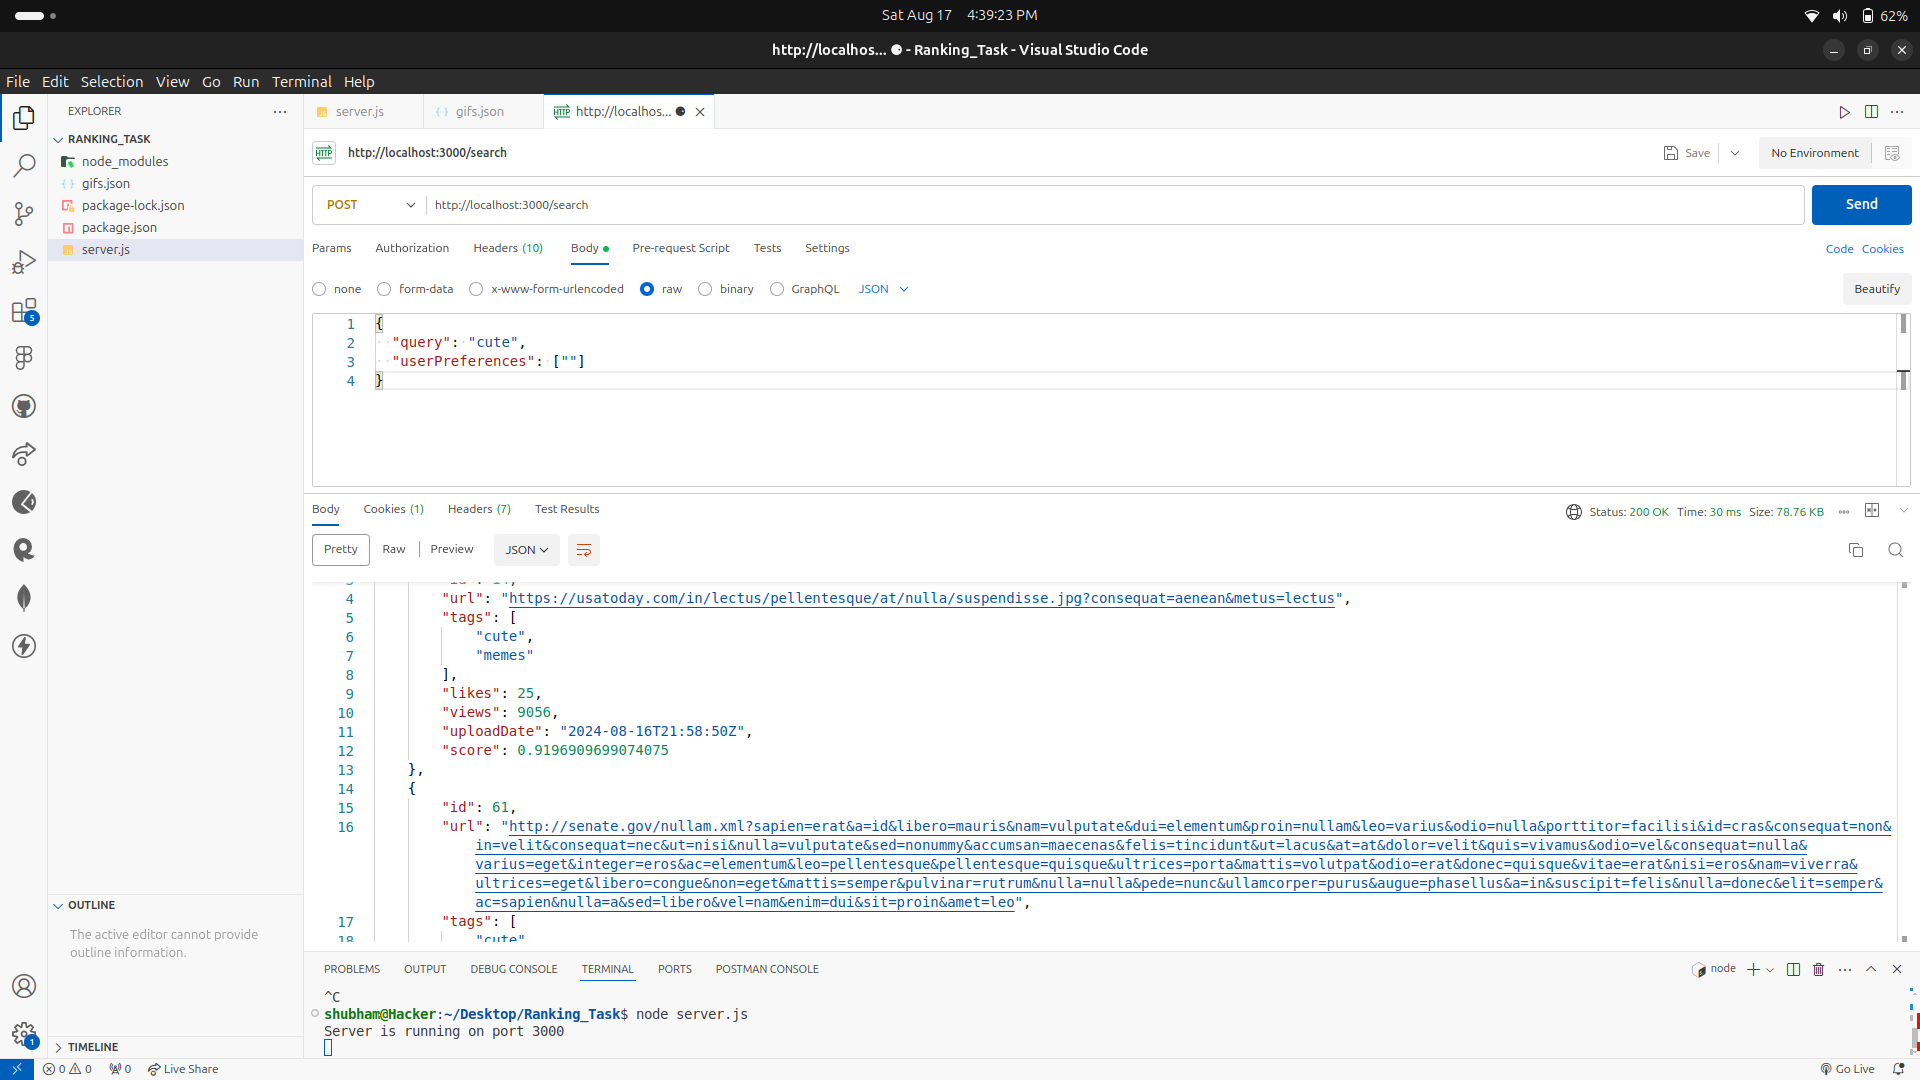 Sat Aug 17 4:39:23 PM
62%
http://localhos... ● - Ranking_Task - Visual Studio Code
File Edit Selection View Go Run Terminal Help
EXPLORER
RANKING_TASK
node_modules
gifs.json
package-lock.json
package.json
server.js
5
OUTLINE
The active editor cannot provide
outline information.
TIMELINE
1
server.js
gifs.json
HTTP http://localhos...
HTTP http://localhost:3000/search
Save
No Environment
POST http://localhost:3000/search
Send
Params Authorization Headers (10) Body Pre-request Script Tests Settings
Code Cookies
none form-data x-www-form-urlencoded raw binary GraphQL JSON
Beautify
1 {
2 "query": "cute",
3 "userPreferences": [""]
4 }
Body Cookies (1) Headers (7) Test Results
Status: 200 OK Time: 30 ms Size: 78.76 KB
Pretty Raw Preview JSON
4 "url": "https://usatoday.com/in/lectus/pellentesque/at/nulla/suspendisse.jpg?consequat=aenean&metus=lectus",
5 "tags": [
6 "cute",
7 "memes"
8 ],
9 "likes": 25,
10 "views": 9056,
11 "uploadDate": "2024-08-16T21:58:50Z",
12 "score": 0.9196909699074075
13 },
14 {
15 "id": 61,
16 "url": "http://senate.gov/nullam.xml?sapien=erat&a=id&libero=mauris&nam=vulputate&dui=elementum&proin=nullam&leo=varius&odio=nulla&porttitor=facilisi&id=cras&consequat=non&
in=velit&consequat=nec&ut=nisi&nulla=vulputate&sed=nonummy&accumsan=maecenas&felis=tincidunt&ut=lacus&at=at&dolor=velit&quis=vivamus&odio=vel&consequat=nulla&
varius=eget&integer=eros&ac=elementum&leo=pellentesque&pellentesque=quisque&ultrices=porta&mattis=volutpat&odio=erat&donec=quisque&vitae=erat&nisi=eros&nam=viverra&
ultrices=eget&libero=congue&non=eget&mattis=semper&pulvinar=rutrum&nulla=nulla&pede=nunc&ullamcorper=purus&augue=phasellus&a=in&suscipit=felis&nulla=donec&elit=semper&
ac=sapien&nulla=a&sed=libero&vel=nam&enim=dui&sit=proin&amet=leo",
17 "tags": [
18 "cute"
PROBLEMS OUTPUT DEBUG CONSOLE TERMINAL PORTS POSTMAN CONSOLE
node
^C
shubham@Hacker:~/Desktop/Ranking_Task$ node server.js
Server is running on port 3000
0 0 0 Live Share
Go Live